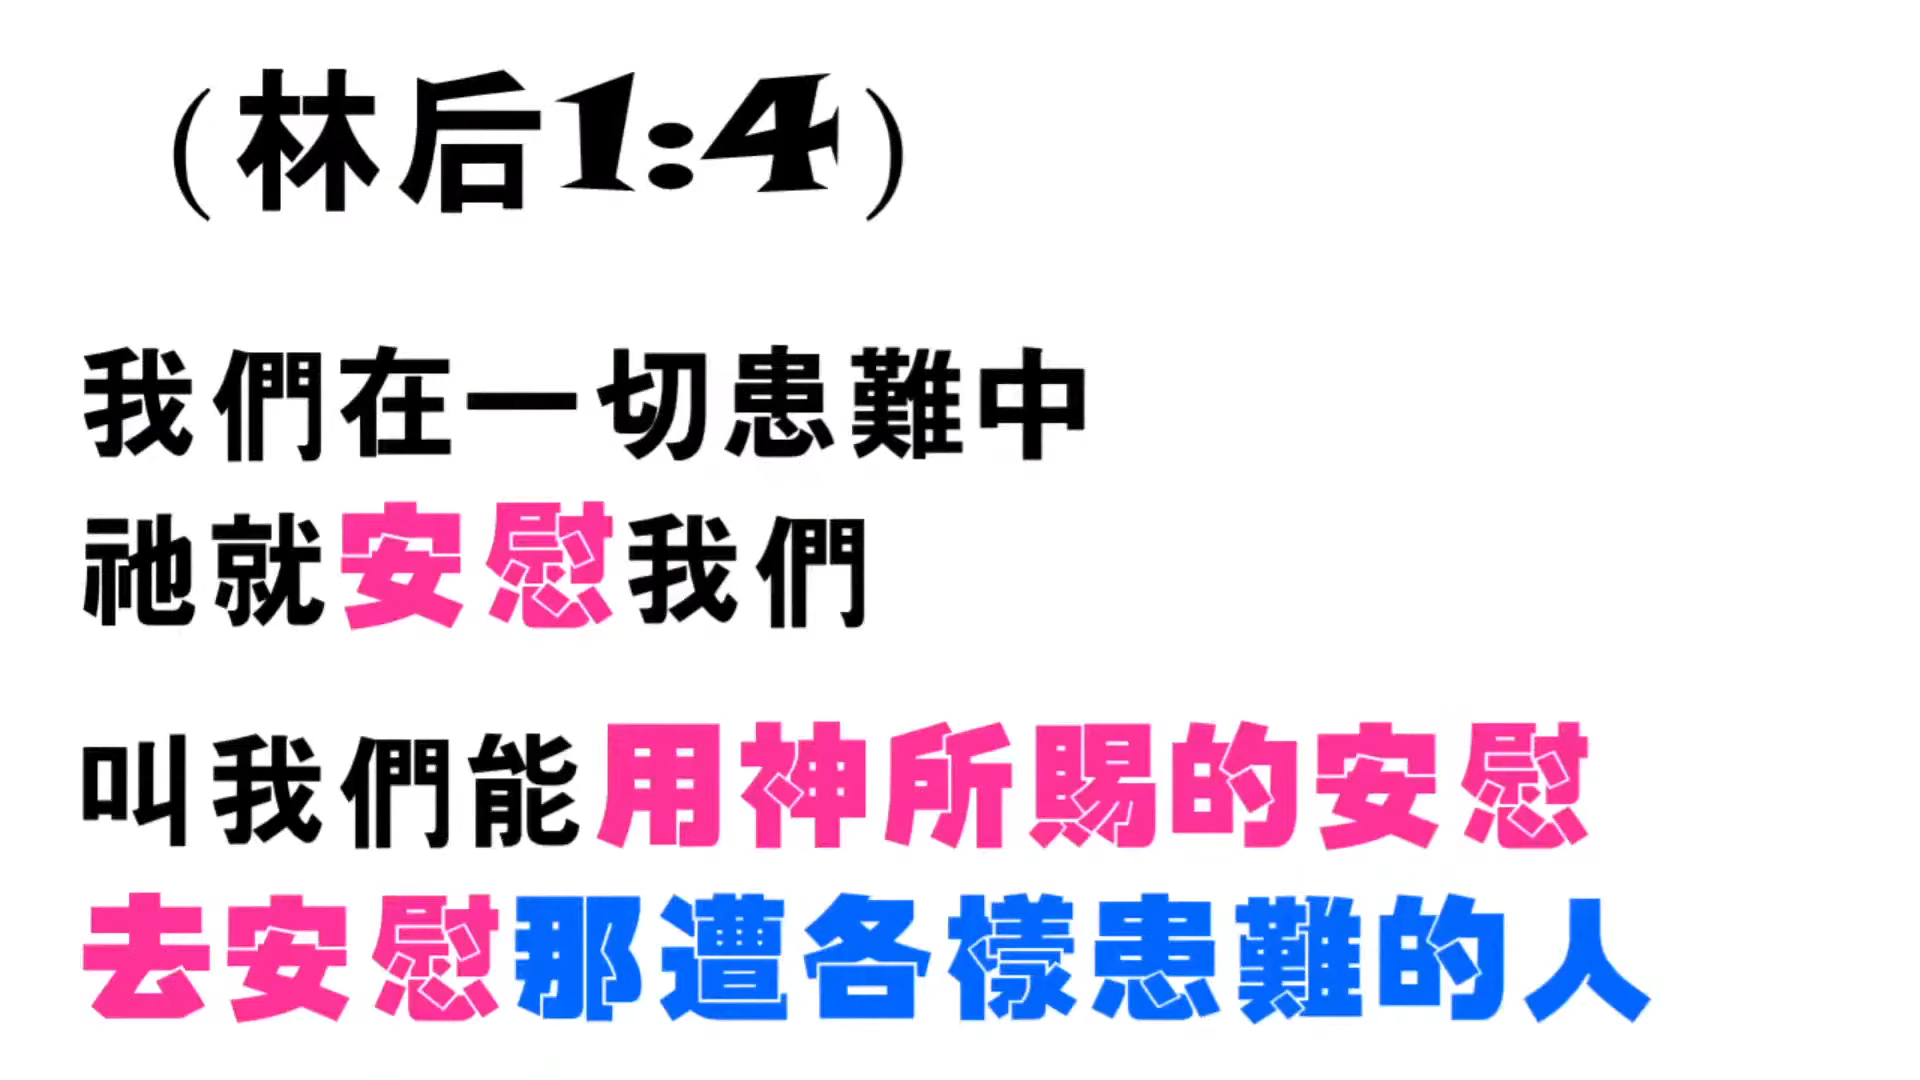 （林后1:4）
我們在一切患難中
祂就安慰我們
叫我們能用神所賜的安慰
去安慰那遭各樣患難的人